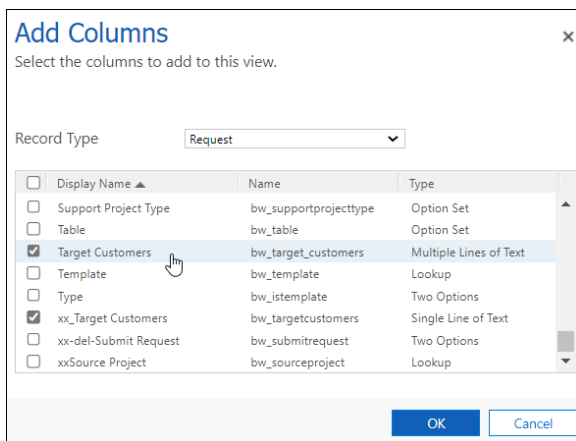 Add Columns
Select the columns to add to this view.
Record Type Request
Display Name Name Type
Support Project Type bw_supportprojecttype Option Set
Table bw_table Option Set
Target Customers bw_target_customers Multiple Lines of Text
Template bw_template Lookup
Type bw_istemplate Two Options
xx_Target Customers bw_targetcustomers Single Line of Text
xx-del-Submit Request bw_submitrequest Two Options
xxSource Project bw_sourceproject Lookup
OK Cancel